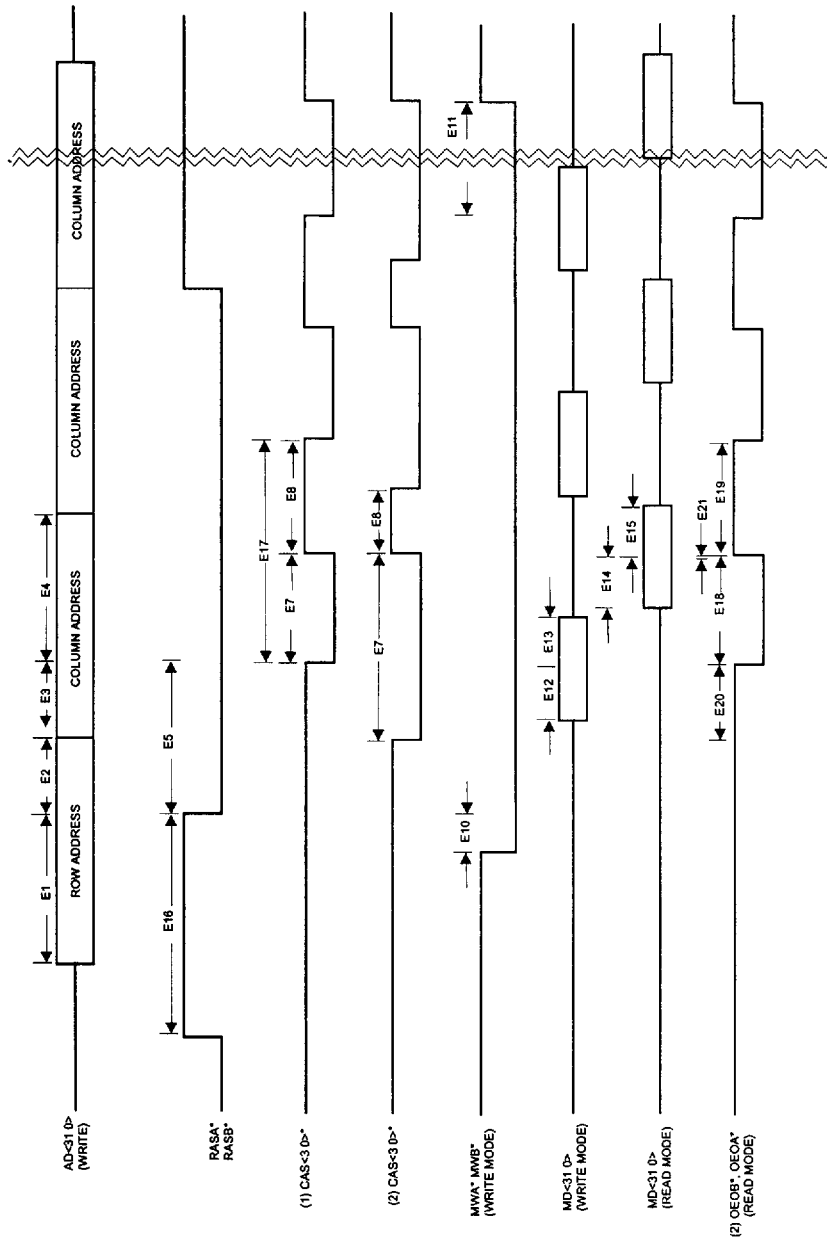 AD<31 0>
(WRITE)
E1
E2
E3
E4
ROW ADDRESS
COLUMN ADDRESS
COLUMN ADDRESS
COLUMN ADDRESS
RASA*
RASB*
E16
E5
(1) CAS<3 0>*
E17
E7
E8
(2) CAS<3 0>*
E7
E8
MWA* MWB*
(WRITE MODE)
E10
E11
MD<31 0>
(WRITE MODE)
E12
E13
MD<31 0>
(READ MODE)
E14
E15
(2) OEOB*, OEOA*
(READ MODE)
E20
E18
E21
E19